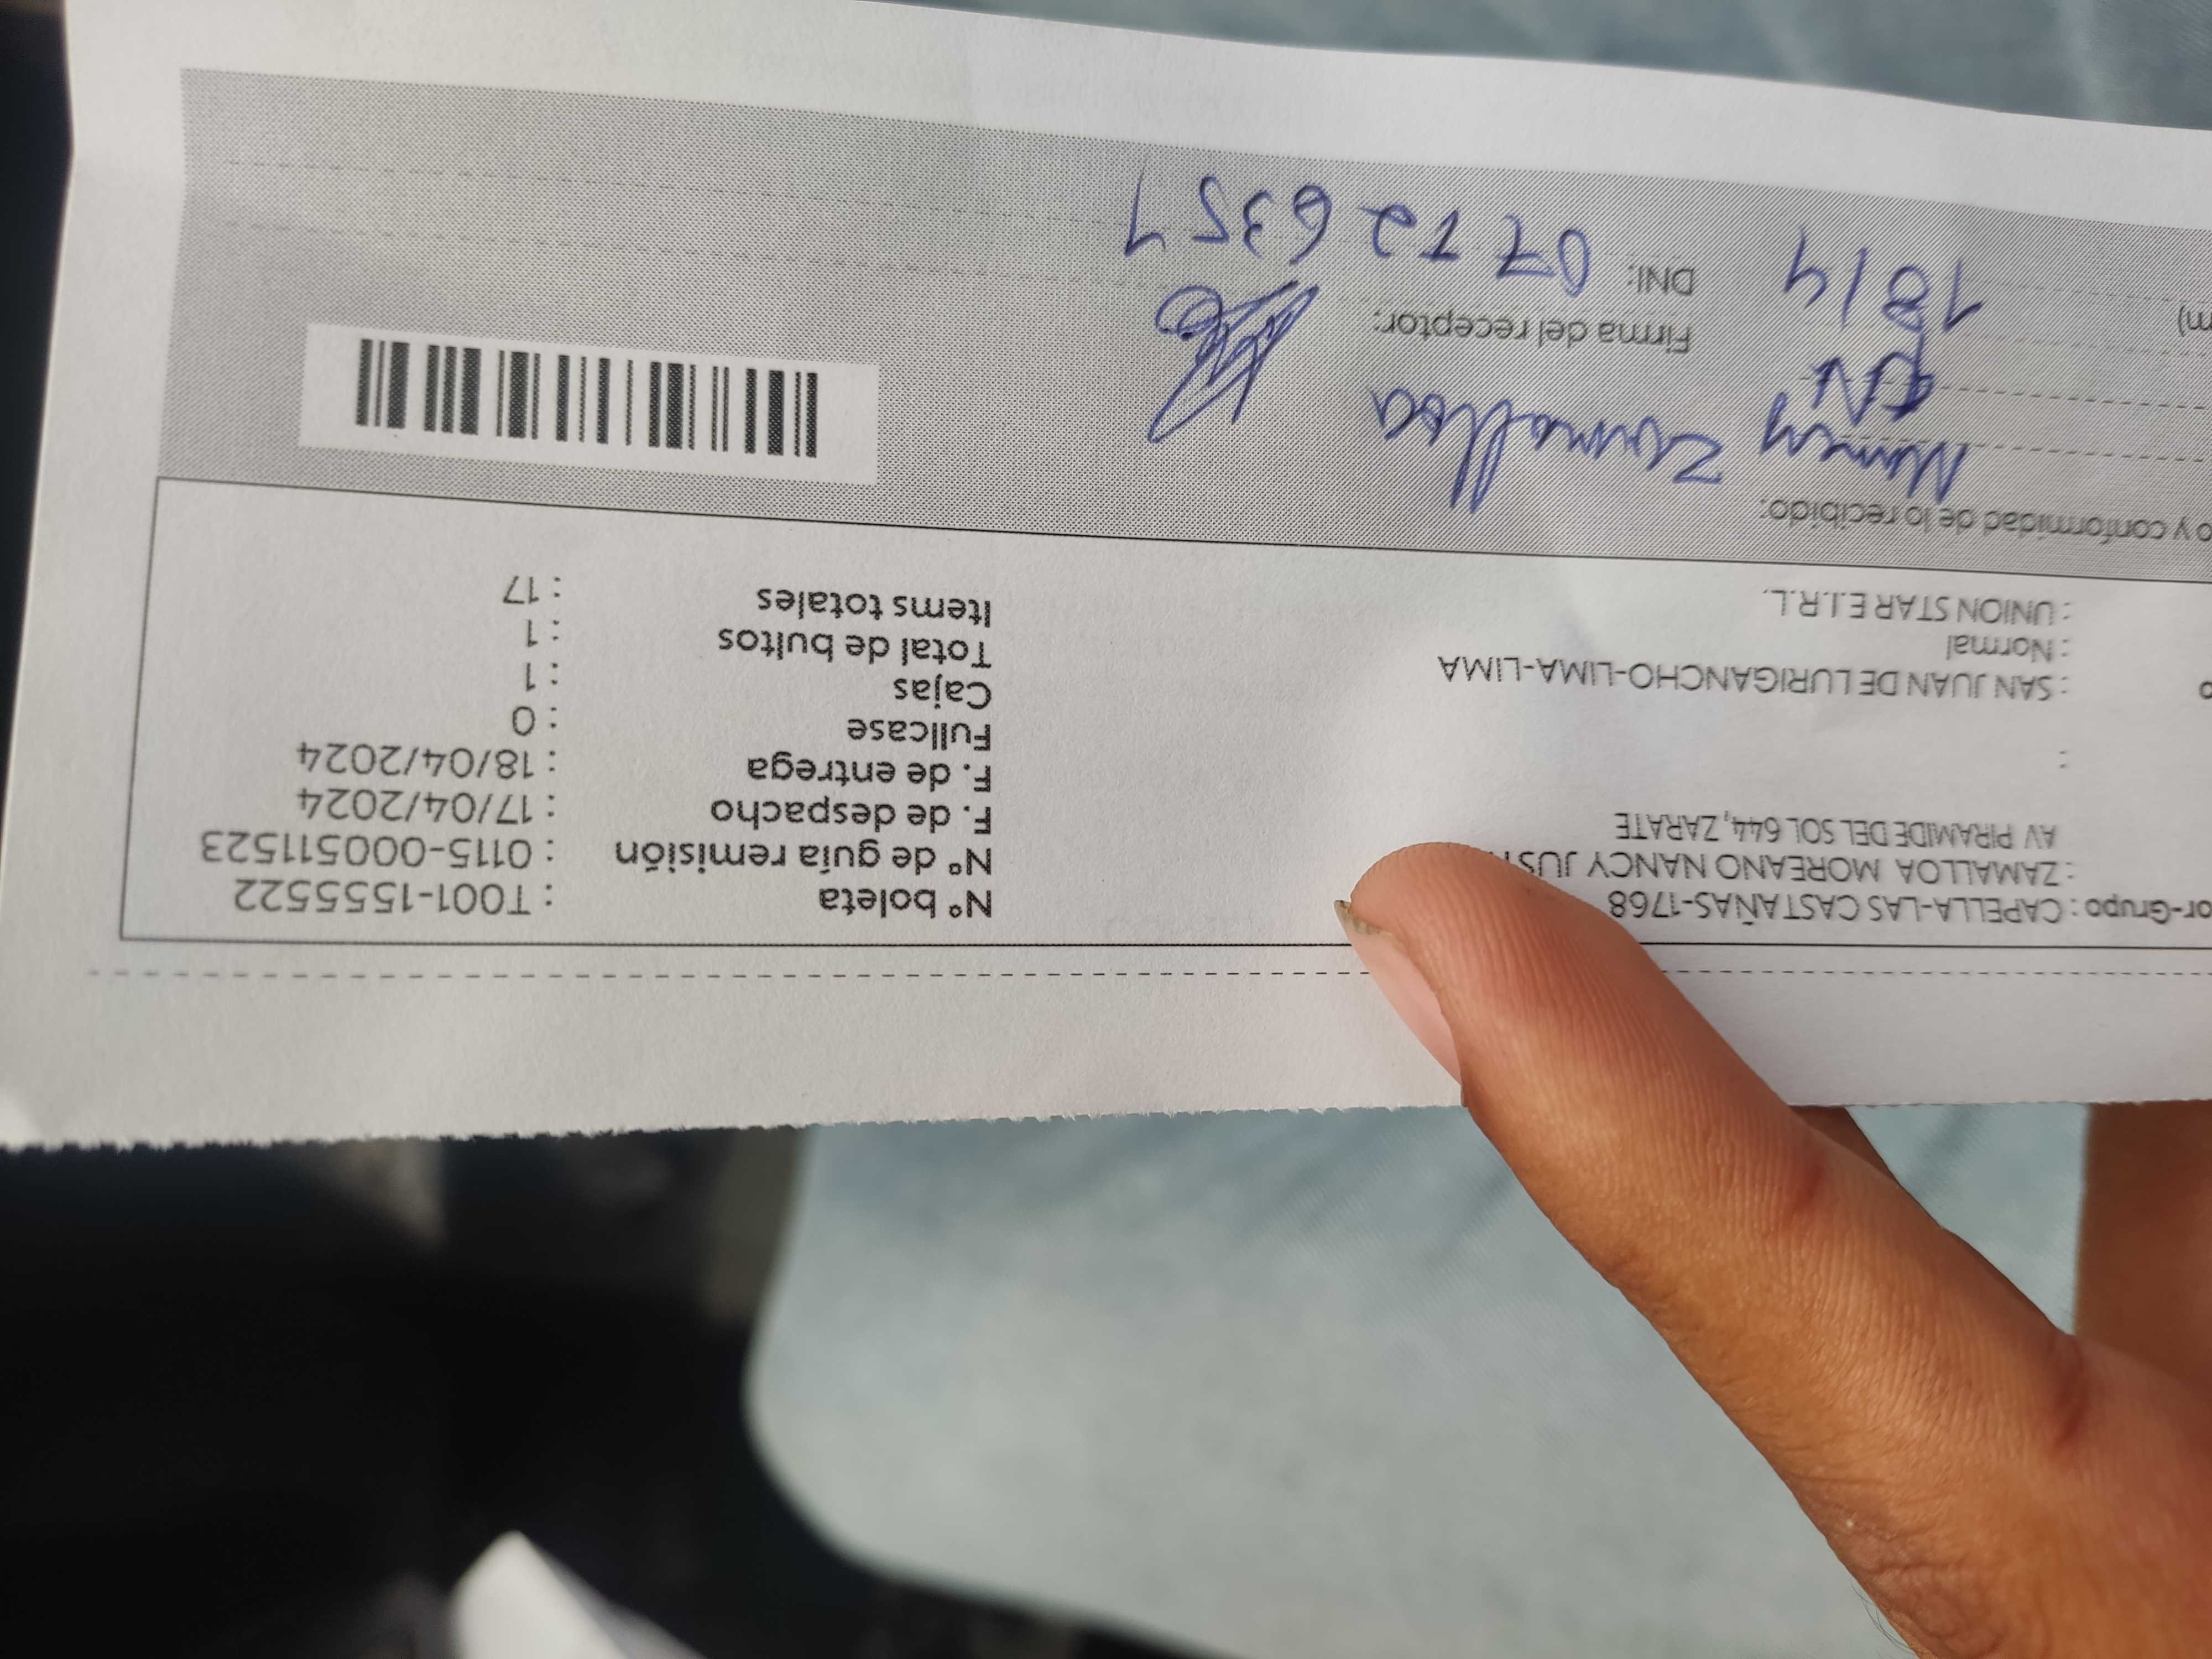 or-Grupo : CAPELLA-LAS CASTAÑAS-1768
: ZAMALLOA MOREANO NANCY
AV PIRAMIDE DEL SOL 644, ZARATE
:
: SAN JUAN DE LURIGANCHO-LIMA-LIMA
: Normal
: UNION STAR E.I.R.L.
Nº boleta : T001-1555522
Nº de guía remisión : 0115-000511523
F. de despacho : 17/04/2024
F. de entrega : 18/04/2024
Fullcase : 0
Cajas : 1
Total de bultos : 1
Items totales : 17
o y conformidad de lo recibido:
Nancy Zamalloa
Firma del receptor:
m) 18/4
DNI: 07726357